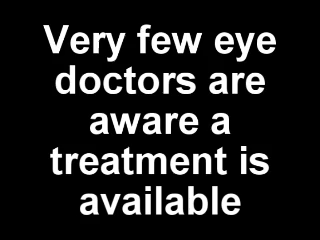 Very few eye
doctors are
aware a
treatment is
available